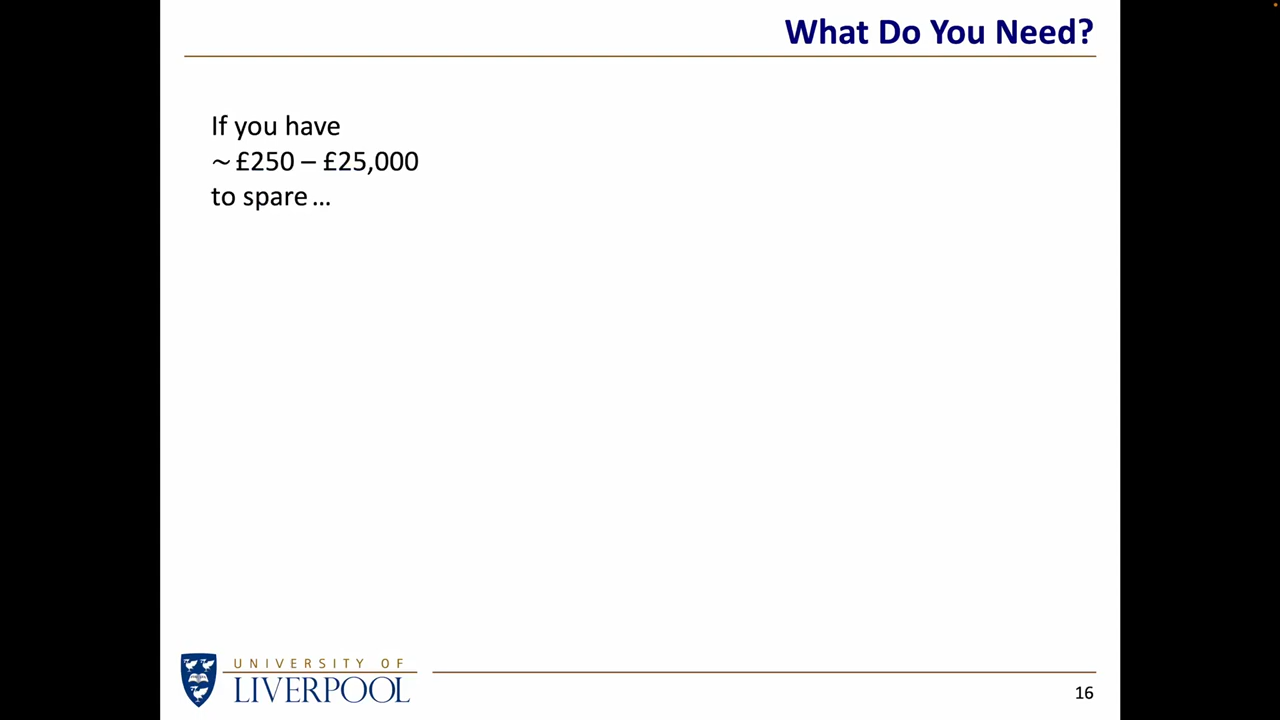 What Do You Need?
If you have
~ £250 – £25,000
to spare …
UNIVERSITY OF
LIVERPOOL
16